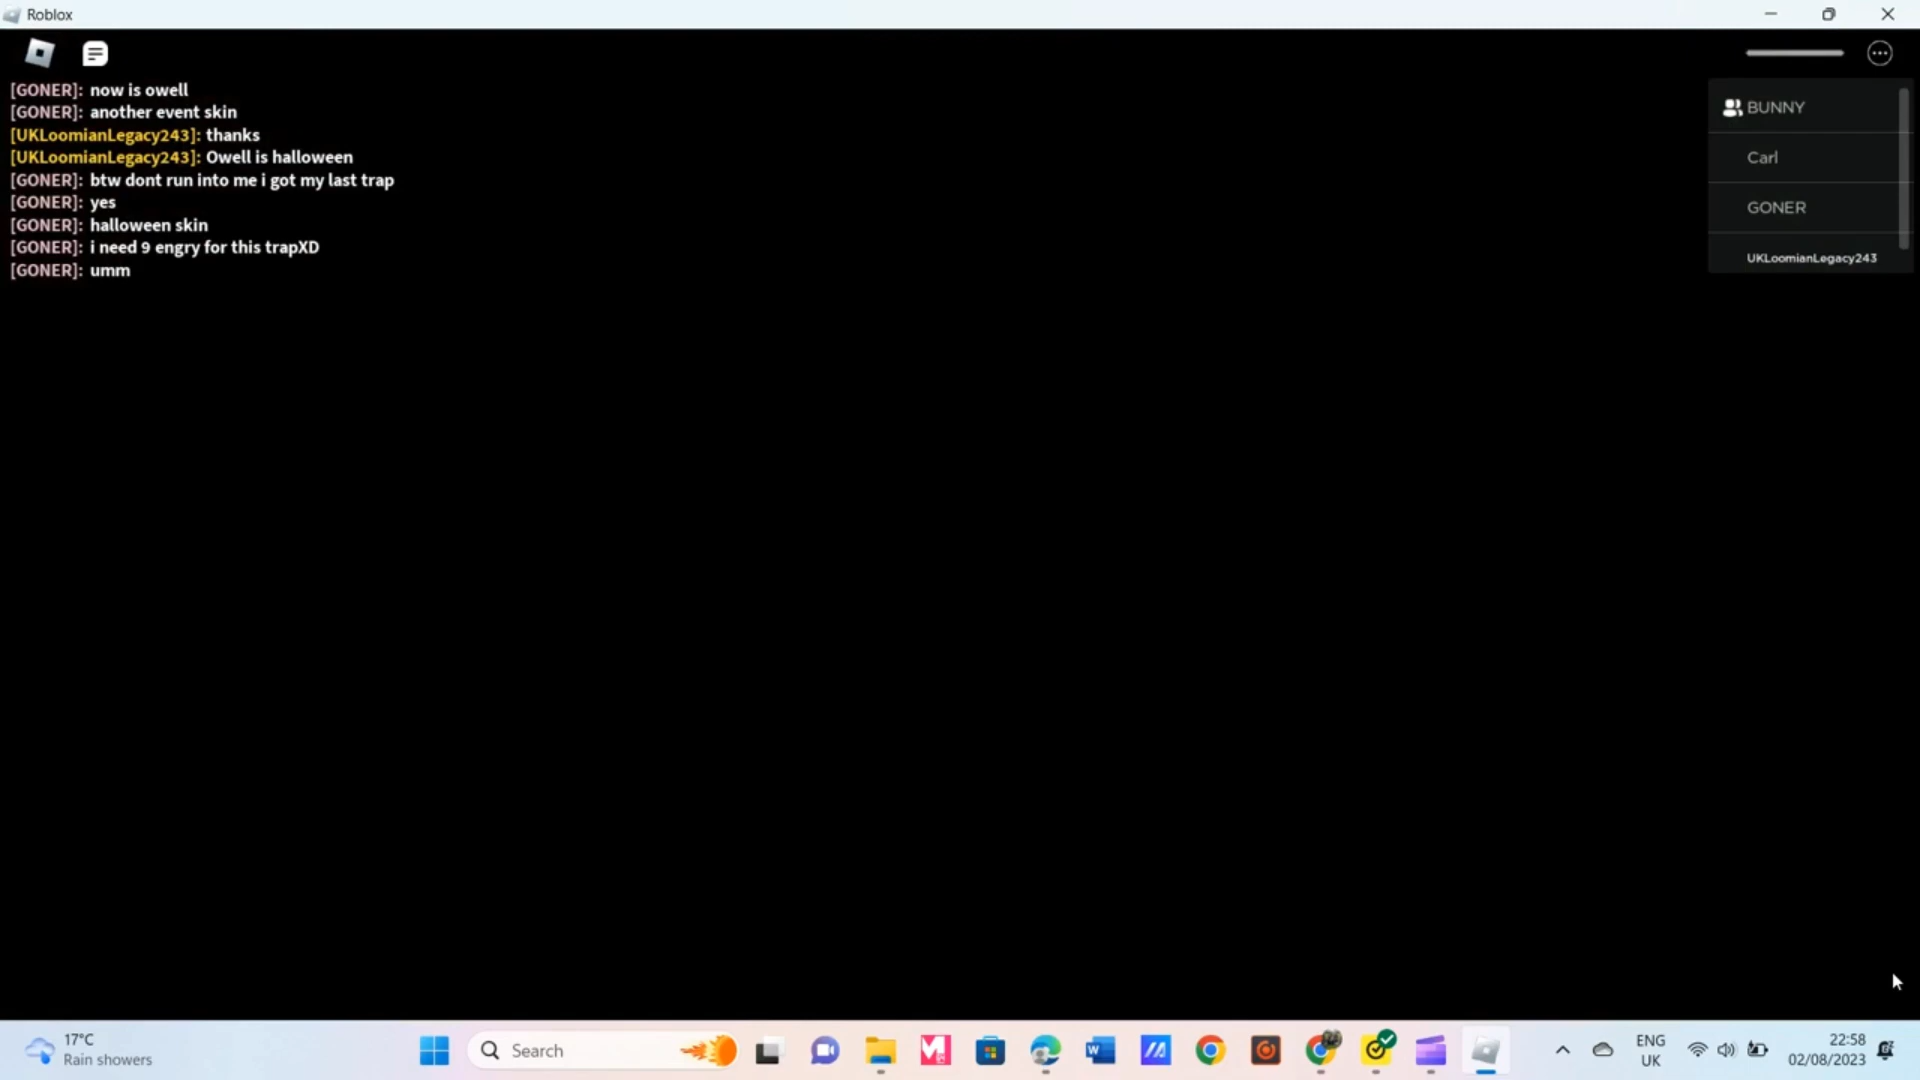 Roblox
[GONER]: now is owell
[GONER]: another event skin
[UKLoomianLegacy243]: thanks
[UKLoomianLegacy243]: Owell is halloween
[GONER]: btw dont run into me i got my last trap
[GONER]: yes
[GONER]: halloween skin
[GONER]: i need 9 engry for this trapXD
[GONER]: umm
BUNNY
Carl
GONER
UKLoomianLegacy243
17°C
Rain showers
Search
ENG
UK
22:58
02/08/2023